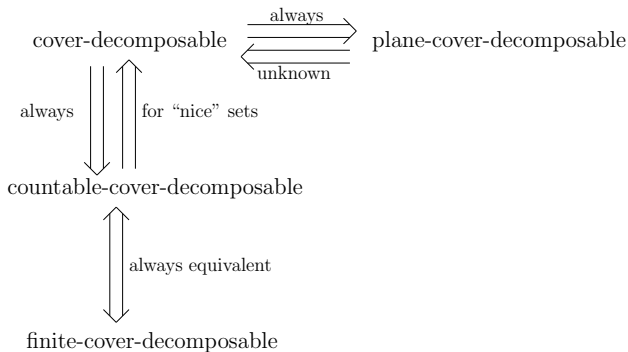 always
cover-decomposable
plane-cover-decomposable
unknown
always
for “nice” sets
countable-cover-decomposable
always equivalent
finite-cover-decomposable